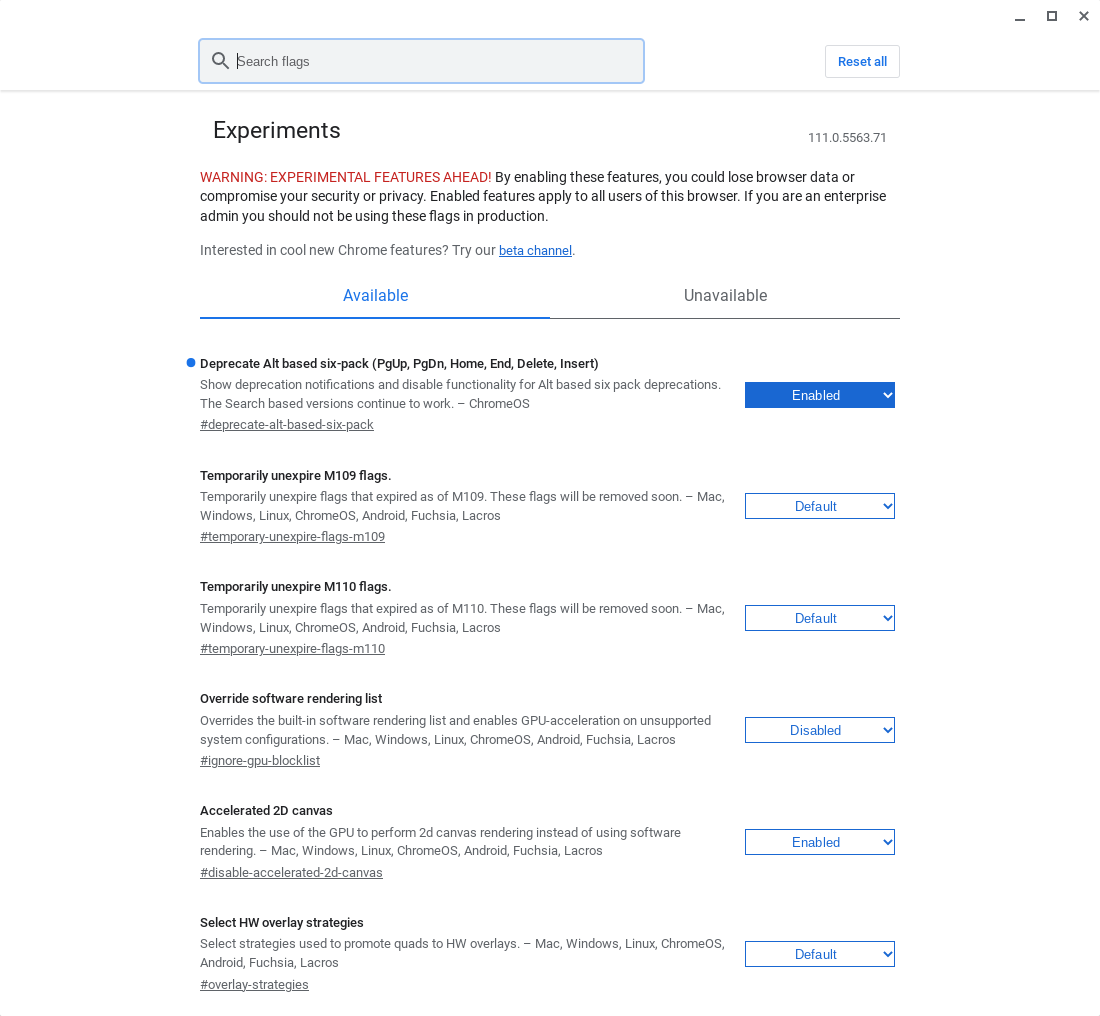 Search flags
Reset all
Experiments
111.0.5563.71
WARNING: EXPERIMENTAL FEATURES AHEAD! By enabling these features, you could lose browser data or
compromise your security or privacy. Enabled features apply to all users of this browser. If you are an enterprise
admin you should not be using these flags in production.
Interested in cool new Chrome features? Try our beta channel.
Available
Unavailable
Deprecate Alt based six-pack (PgUp, PgDn, Home, End, Delete, Insert)
Show deprecation notifications and disable functionality for Alt based six pack deprecations.
The Search based versions continue to work. – ChromeOS
#deprecate-alt-based-six-pack
Enabled
Temporarily unexpire M109 flags.
Temporarily unexpire flags that expired as of M109. These flags will be removed soon. – Mac,
Windows, Linux, ChromeOS, Android, Fuchsia, Lacros
#temporary-unexpire-flags-m109
Default
Temporarily unexpire M110 flags.
Temporarily unexpire flags that expired as of M110. These flags will be removed soon. – Mac,
Windows, Linux, ChromeOS, Android, Fuchsia, Lacros
#temporary-unexpire-flags-m110
Default
Override software rendering list
Overrides the built-in software rendering list and enables GPU-acceleration on unsupported
system configurations. – Mac, Windows, Linux, ChromeOS, Android, Fuchsia, Lacros
#ignore-gpu-blocklist
Disabled
Accelerated 2D canvas
Enables the use of the GPU to perform 2d canvas rendering instead of using software
rendering. – Mac, Windows, Linux, ChromeOS, Android, Fuchsia, Lacros
#disable-accelerated-2d-canvas
Enabled
Select HW overlay strategies
Select strategies used to promote quads to HW overlays. – Mac, Windows, Linux, ChromeOS,
Android, Fuchsia, Lacros
#overlay-strategies
Default